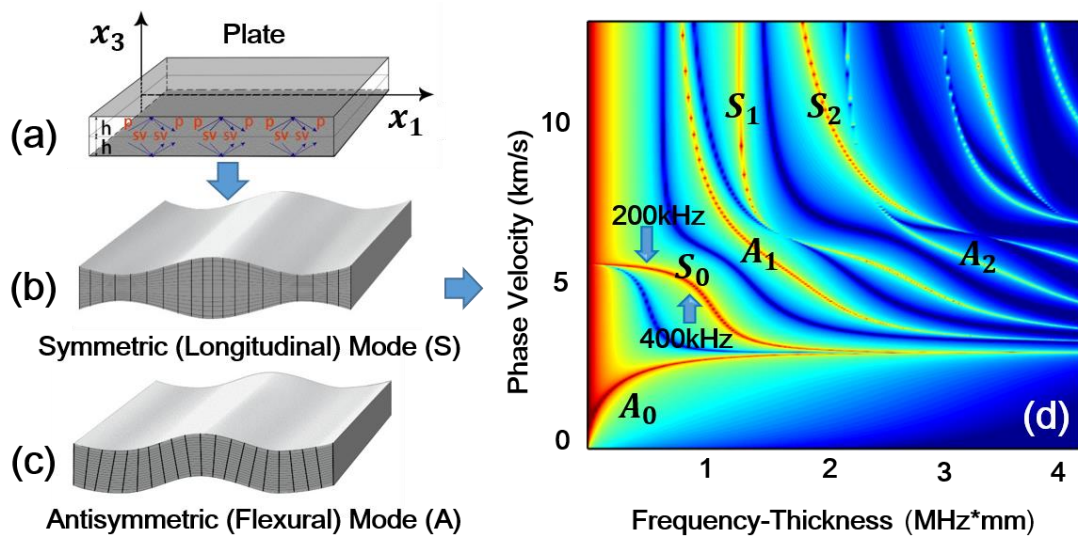 x₃
Plate
(a)
p p p p p p
sv sv sv sv sv sv
h
h
x₁
(b)
Symmetric (Longitudinal) Mode (S)
(c)
Antisymmetric (Flexural) Mode (A)
Phase Velocity (km/s)
10
5
0
S₁
S₂
200kHz
S₀
A₁
A₂
400kHz
A₀
(d)
1 2 3 4
Frequency-Thickness (MHz*mm)